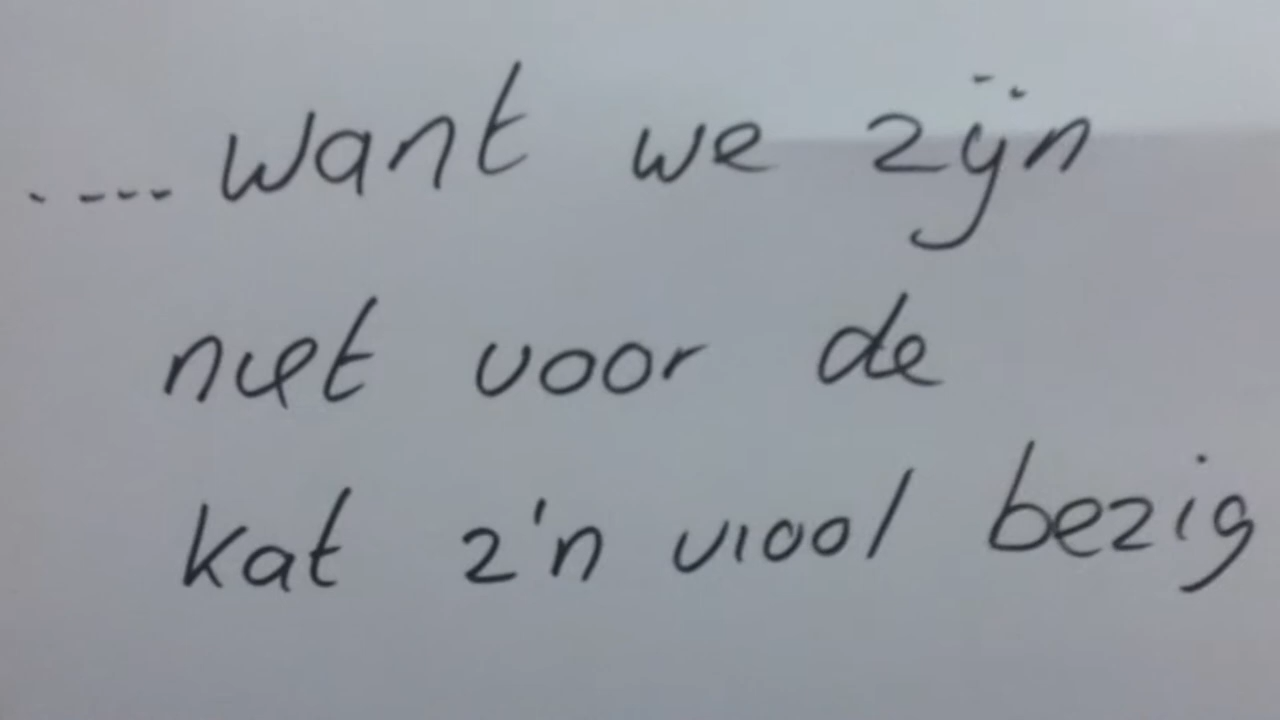 ....want we zijn
niet voor de
kat z'n viool bezig